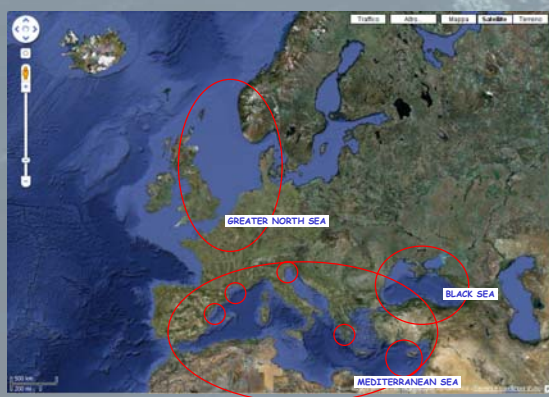 Traffico Altro... Mappa Satellite Terreno
GREATER NORTH SEA
BLACK SEA
MEDITERRANEAN SEA
500 km
200 mi